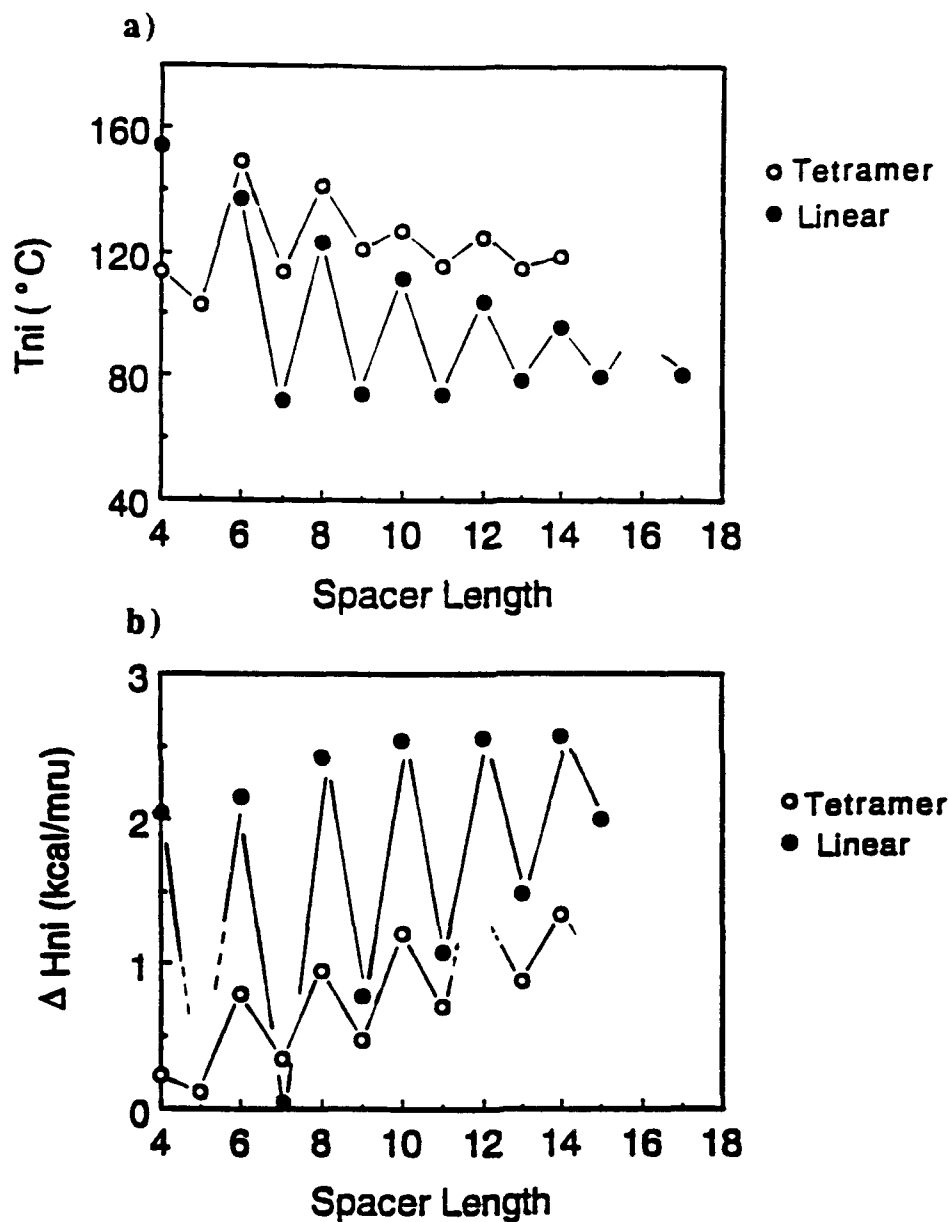 a)
160
120
80
40
Tni (°C)
4 6 8 10 12 14 16 18
Spacer Length
Tetramer
Linear
b)
3
2
1
0
Δ Hni (kcal/mru)
4 6 8 10 12 14 16 18
Spacer Length
Tetramer
Linear